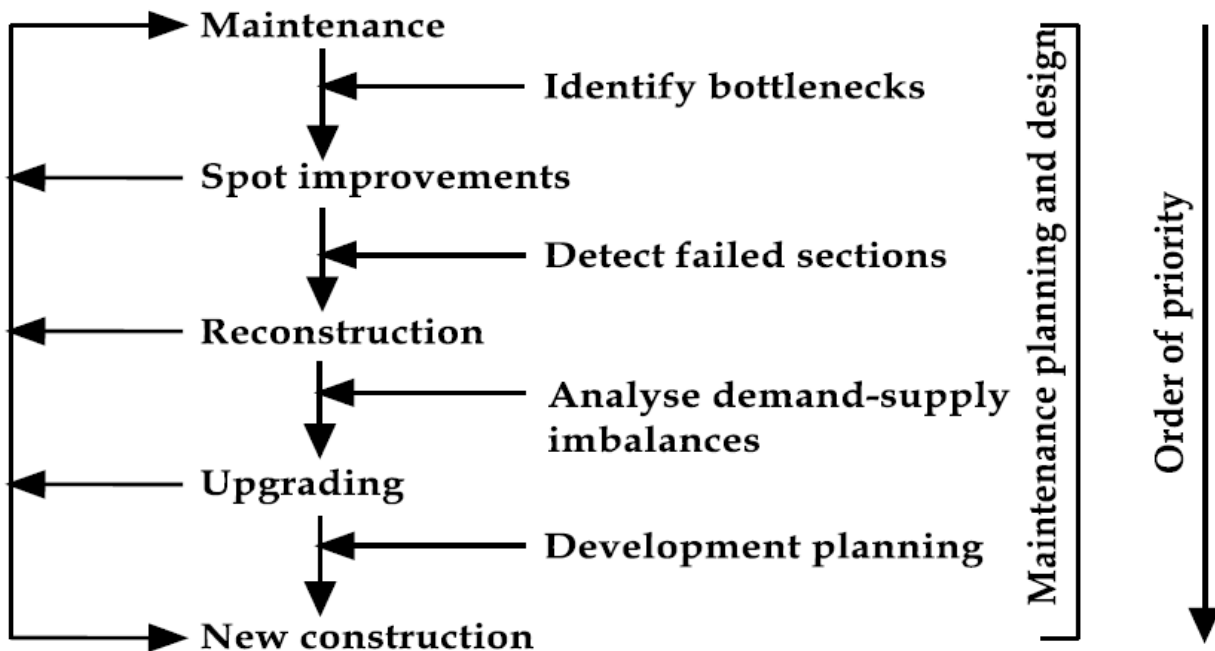 Maintenance
Identify bottlenecks
Spot improvements
Detect failed sections
Reconstruction
Analyse demand-supply
imbalances
Upgrading
Development planning
New construction
Maintenance planning and design
Order of priority